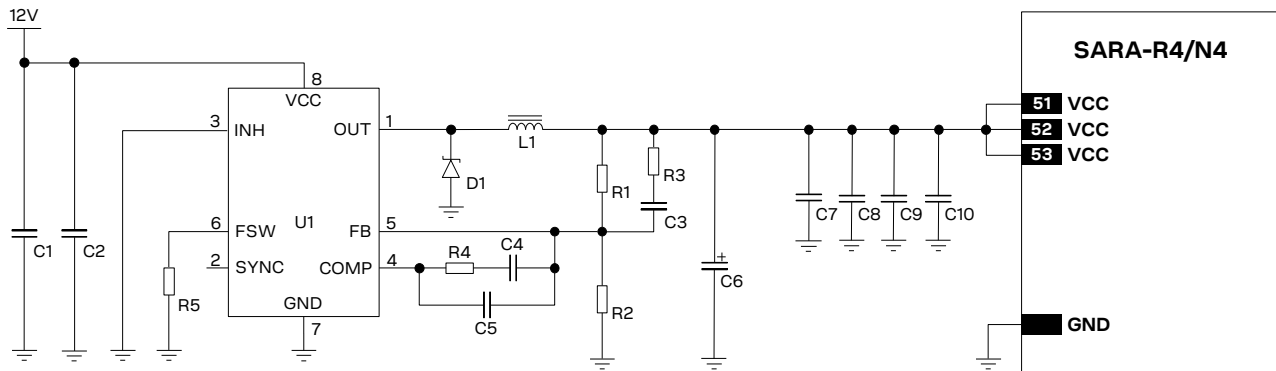 12V
SARA-R4/N4
8
VCC
51 VCC
3 INH
OUT 1
52 VCC
L1
53 VCC
D1
R1
R3
C7
C8
C9
C10
C3
U1
6 FSW
FB 5
C1
C2
R4
C4
2 SYNC
COMP 4
C6
+
R5
GND
R2
C5
7
GND